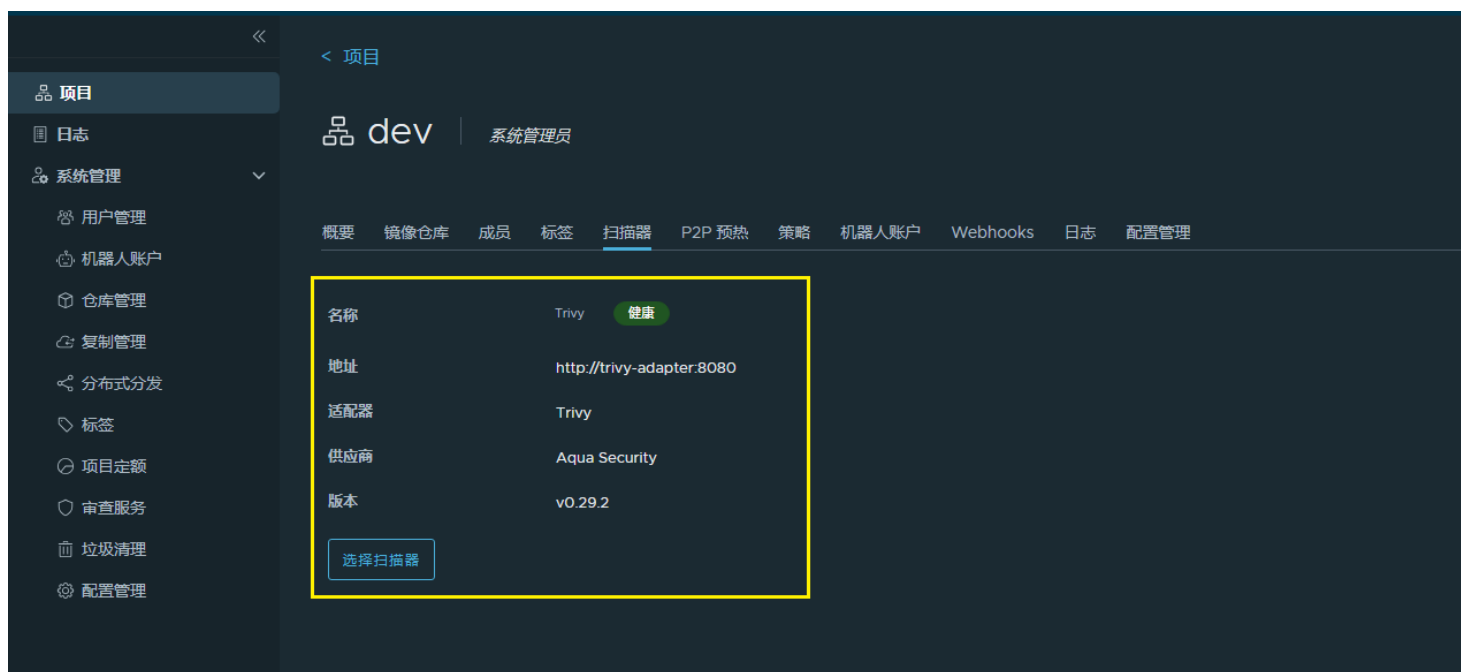 项目
日志
系统管理
用户管理
机器人账户
仓库管理
复制管理
分布式分发
标签
项目定额
审查服务
垃圾清理
配置管理
< 项目
dev 系统管理员
概要 镜像仓库 成员 标签 扫描器 P2P 预热 策略 机器人账户 Webhooks 日志 配置管理
名称 Trivy 健康
地址 http://trivy-adapter:8080
适配器 Trivy
供应商 Aqua Security
版本 v0.29.2
选择扫描器